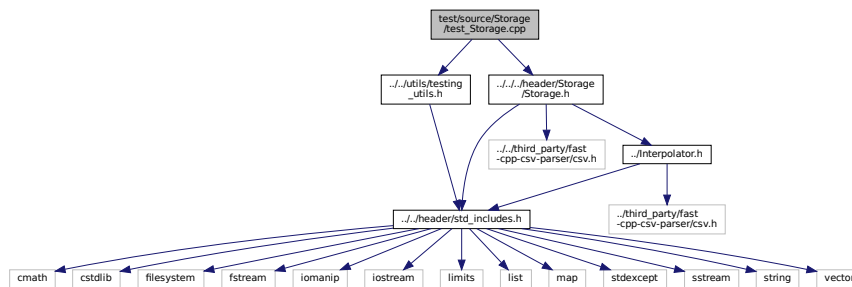 test/source/Storage
/test_Storage.cpp
../../utils/testing
_utils.h
../../../header/Storage
/Storage.h
../../third_party/fast
-cpp-csv-parser/csv.h
../Interpolator.h
../third_party/fast
-cpp-csv-parser/csv.h
../../header/std_includes.h
cmath
cstdlib
filesystem
fstream
iomanip
iostream
limits
list
map
stdexcept
sstream
string
vector